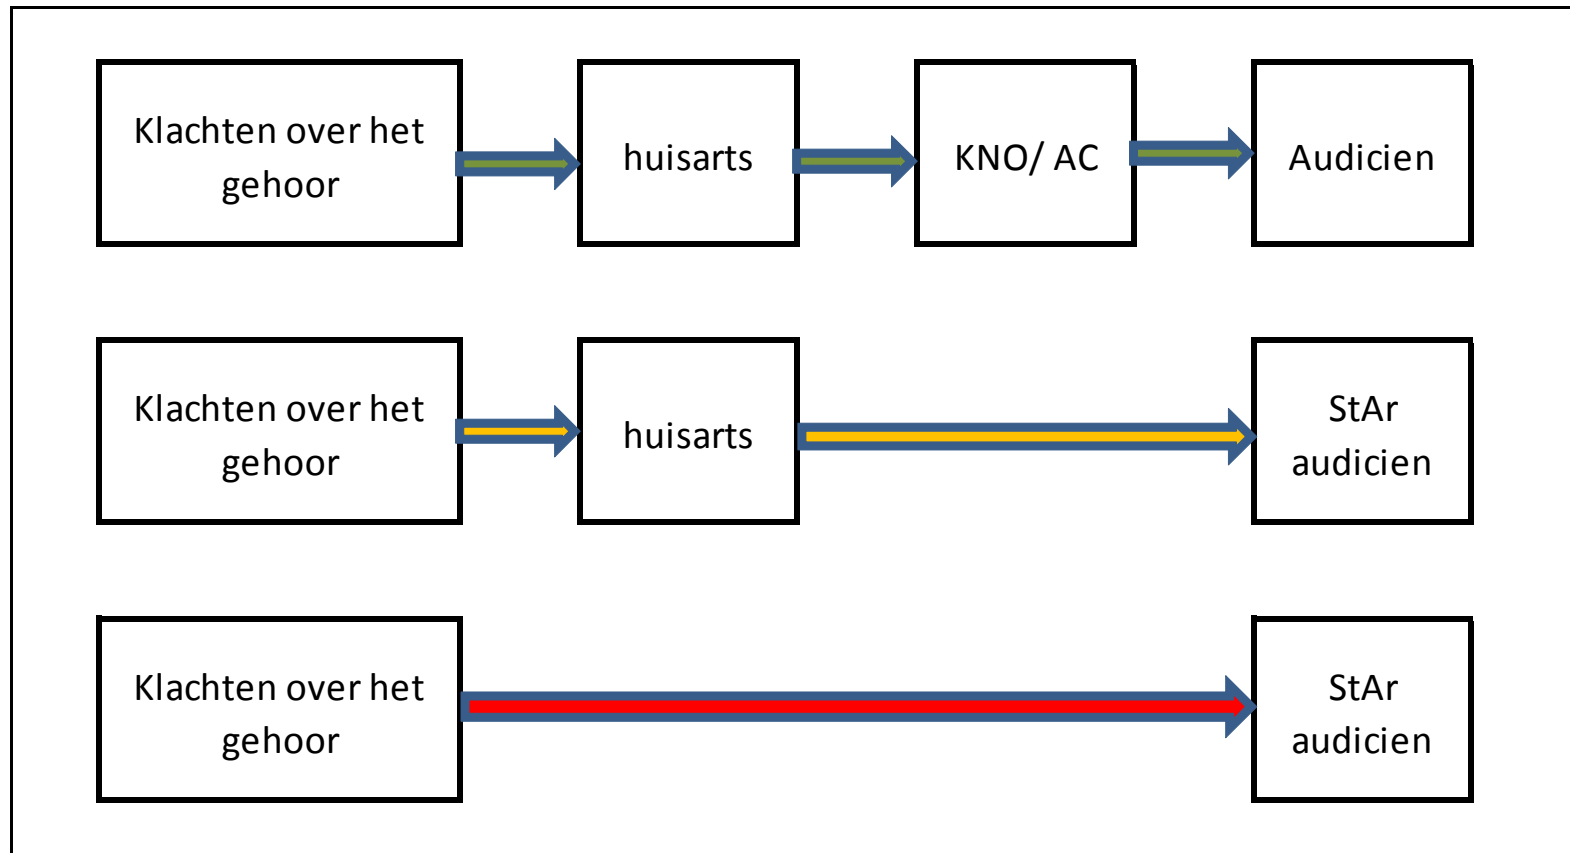 Klachten over het
gehoor
huisarts
KNO/ AC
Audicien
Klachten over het
gehoor
huisarts
StAr
audicien
Klachten over het
gehoor
StAr
audicien